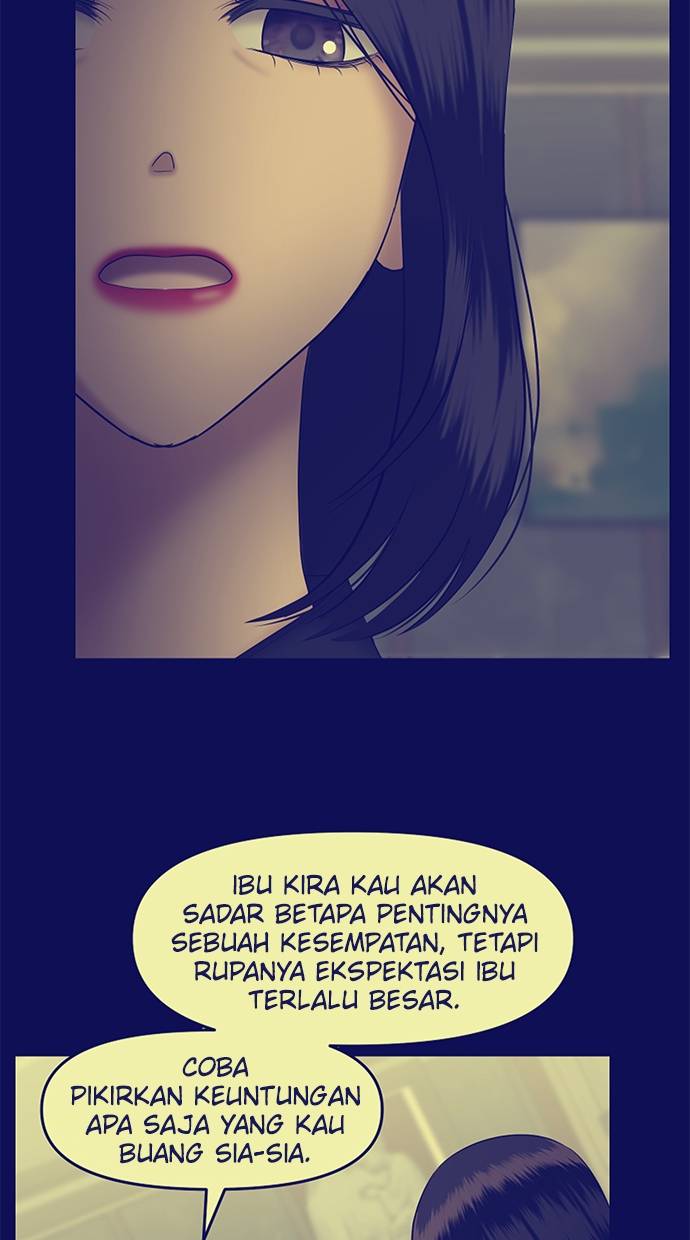 IBU KIRA KAU AKAN
SADAR BETAPA PENTINGNYA
SEBUAH KESEMPATAN, TETAPI
RUPANYA EKSPEKTASI IBU
TERLALU BESAR.
COBA
PIKIRKAN KEUNTUNGAN
APA SAJA YANG KAU
BUANG SIA-SIA.